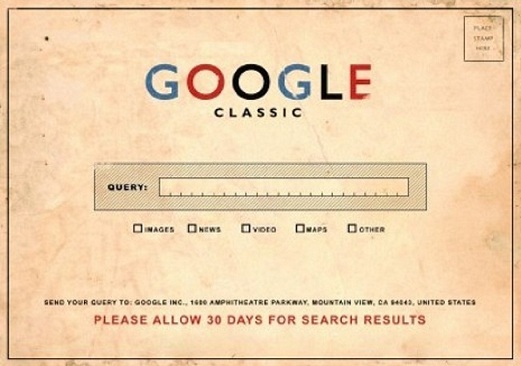 PLACE
STAMP
HERE
GOOGLE
CLASSIC
QUERY:
IMAGES NEWS VIDEO MAPS OTHER
SEND YOUR QUERY TO: GOOGLE INC., 1600 AMPHITHEATRE PARKWAY, MOUNTAIN VIEW, CA 94043, UNITED STATES
PLEASE ALLOW 30 DAYS FOR SEARCH RESULTS